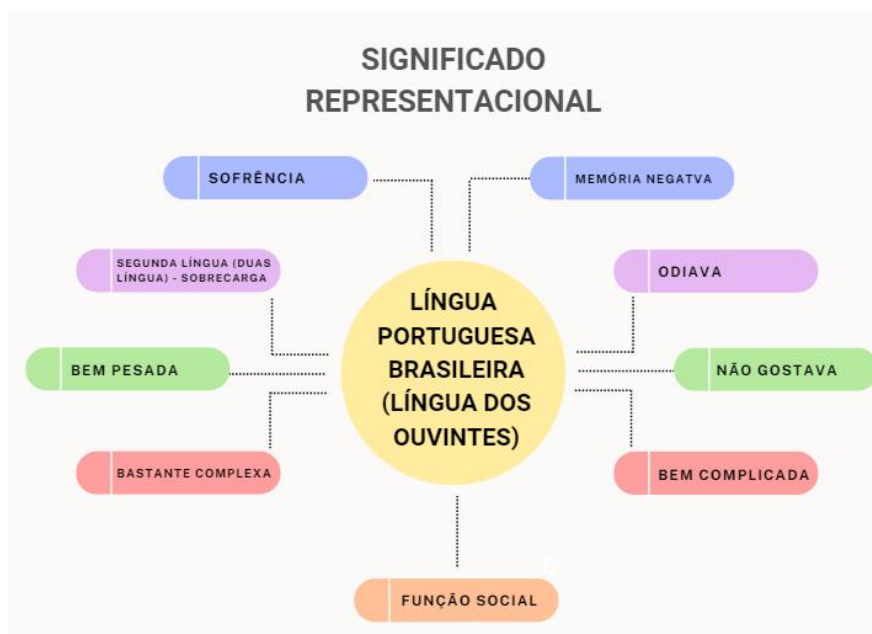 SIGNIFICADO
REPRESENTACIONAL
SOFRÊNCIA
MEMÓRIA NEGATVA
SEGUNDA LÍNGUA (DUAS
LÍNGUA) - SOBRECARGA
ODIAVA
LÍNGUA
PORTUGUESA
BRASILEIRA
(LÍNGUA DOS
OUVINTES)
BEM PESADA
NÃO GOSTAVA
BASTANTE COMPLEXA
BEM COMPLICADA
6
FUNÇÃO SOCIAL